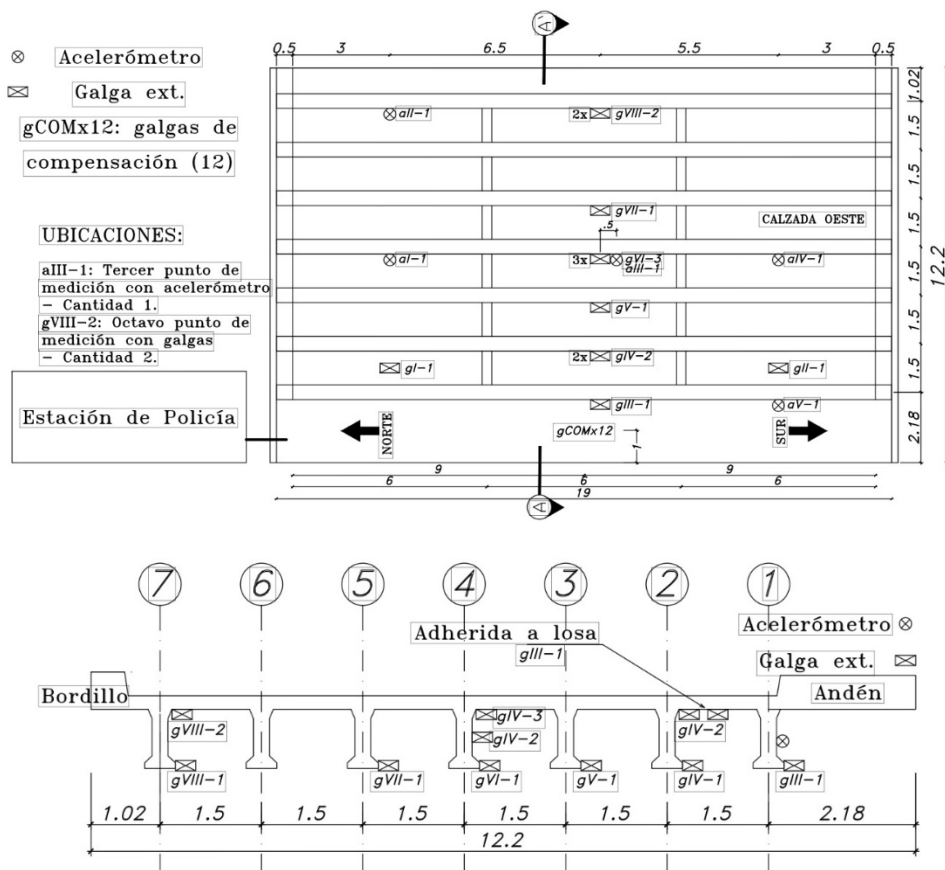 A'
0.5 3 6.5 5.5 3 0.5
Acelerómetro
Galga ext.
gCOMx12: galgas de
compensación (12)
UBICACIONES:
aIII-1: Tercer punto de
medición con acelerómetro
- Cantidad 1.
gVIII-2: Octavo punto de
medición con galgas
- Cantidad 2.
Estación de Policía
aII-1
2x gVIII-2
gVII-1
CALZADA OESTE
.5
aI-1
3x gVI-3
aIII-1
aIV-1
gV-1
2x gIV-2
gI-1
gII-1
gIII-1
aV-1
NORTE
gCOMx12
1
SUR
1.02
1.5
1.5
1.5
1.5
1.5
1.5
2.18
12.2
9 9
6 6 6
19
A
7 6 5 4 3 2 1
Adherida a losa
gIII-1
Acelerómetro
Galga ext.
Bordillo
Andén
gVIII-2
gIV-3
gIV-2
gIV-2
gVIII-1 gVII-1 gVI-1 gV-1 gIV-1 gIII-1
1.02 1.5 1.5 1.5 1.5 1.5 1.5 2.18
12.2